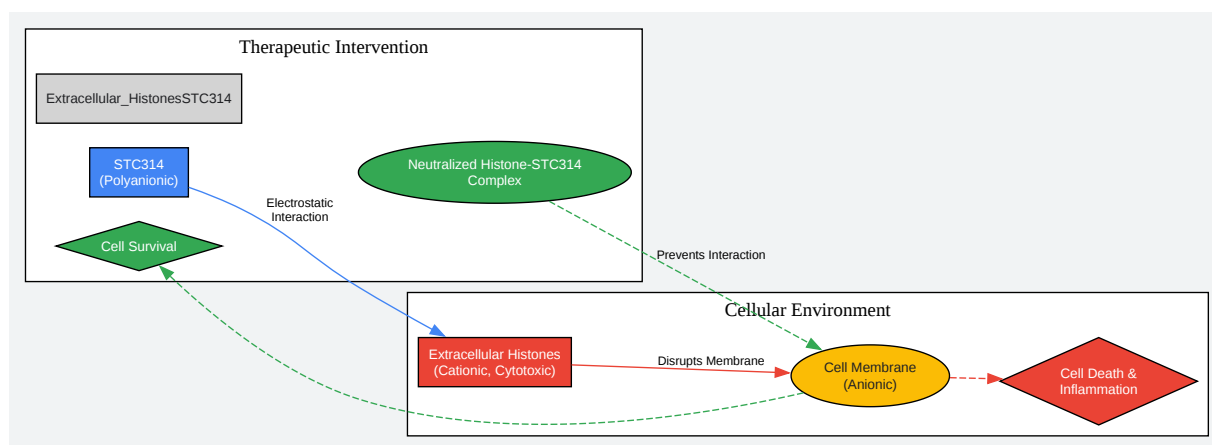 Therapeutic Intervention
Extracellular_HistonesSTC314
STC314
(Polyanionic)
Neutralized Histone-STC314
Complex
Electrostatic
Interaction
Cell Survival
Prevents Interaction
Cellular Environment
Extracellular Histones
(Cationic, Cytotoxic)
Disrupts Membrane
Cell Membrane
(Anionic)
Cell Death &
Inflammation